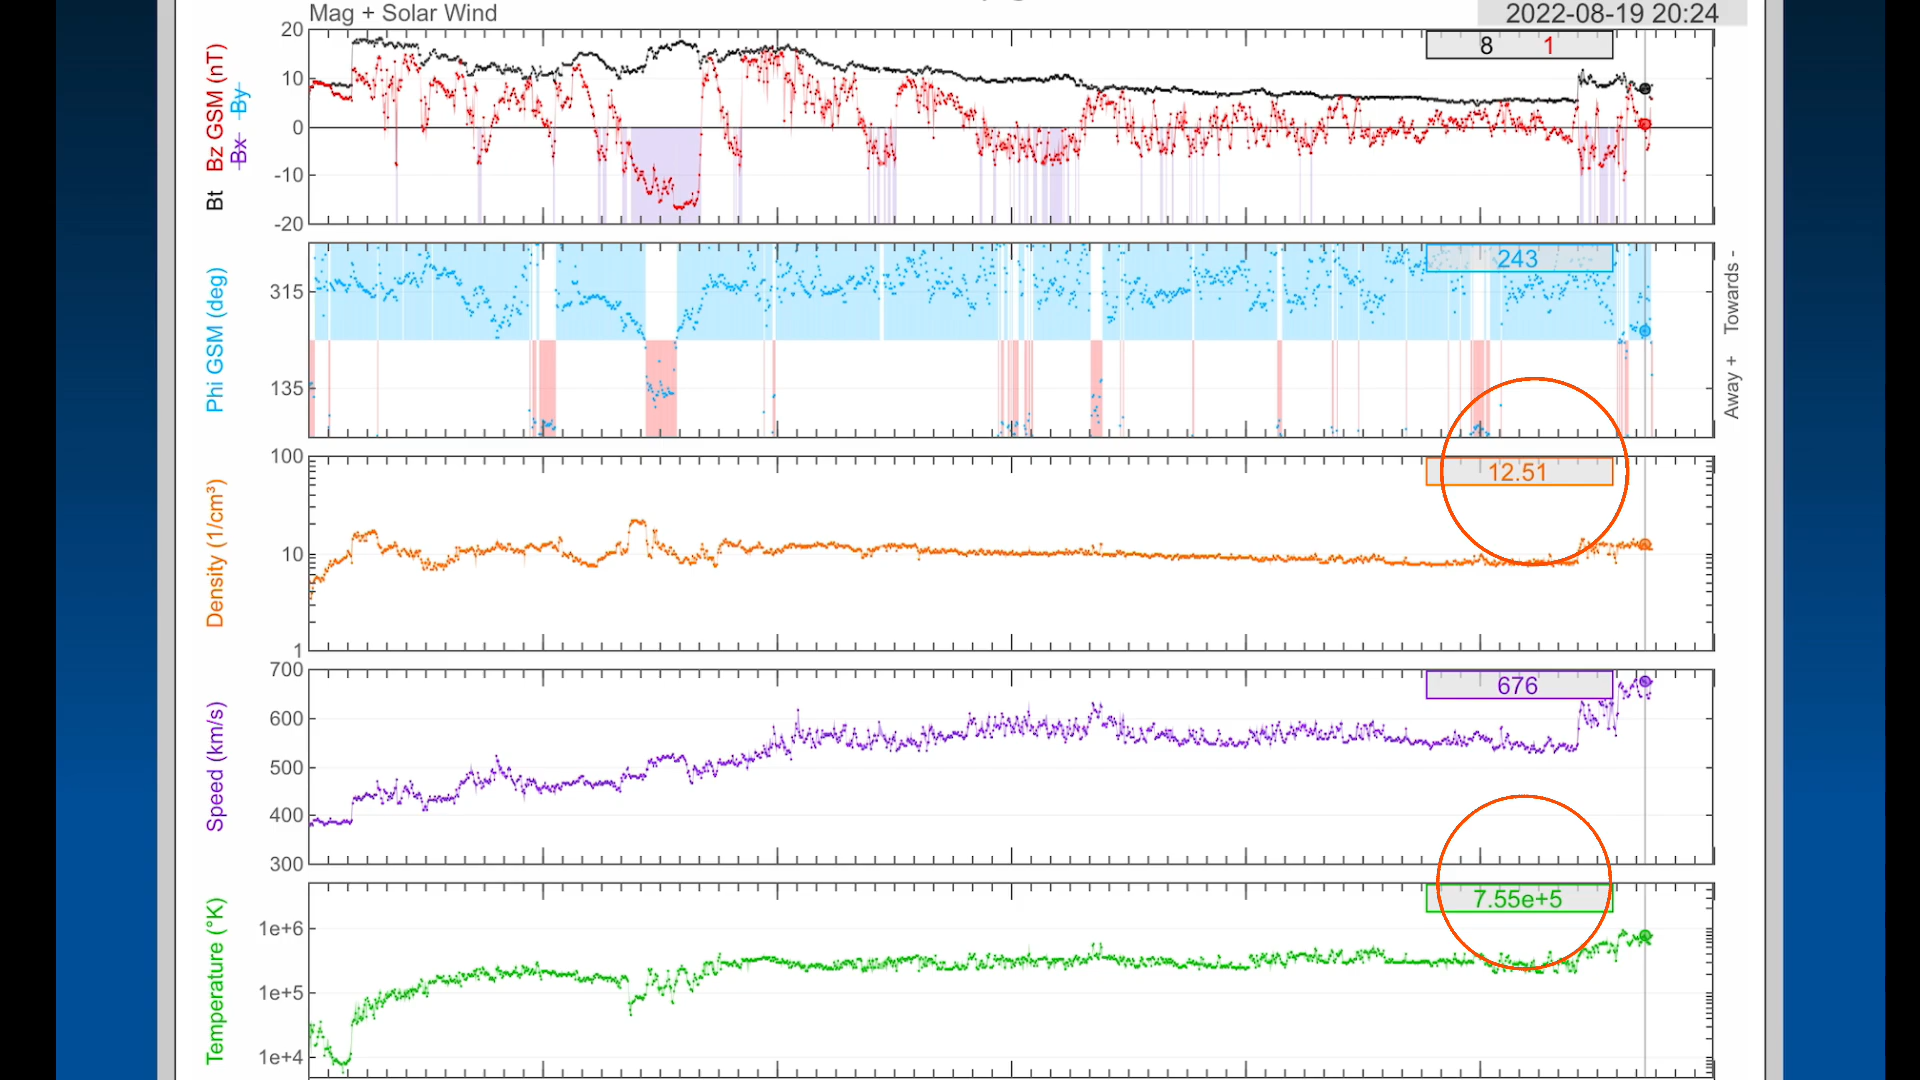 Mag + Solar Wind
2022-08-19 20:24
20
10
0
-10
-20
Bt Bz GSM (nT)
Bx By
8 1
315
135
Phi GSM (deg)
243
Away + Towards -
100
10
1
Density (1/cm³)
12.51
700
600
500
400
300
Speed (km/s)
676
1e+6
1e+5
1e+4
Temperature (°K)
7.55e+5